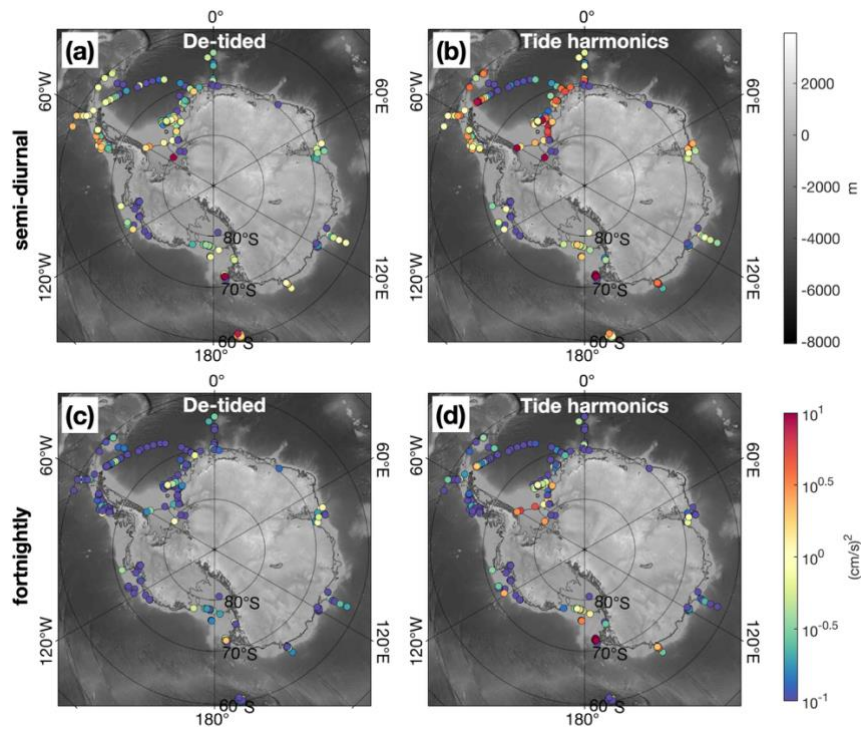 0° 0°
(a) De-tided (b) Tide harmonics
60°W 60°E 60°W 60°E
2000
0
-2000
-4000
-6000
-8000
m
semi-diurnal
80°S 80°S
120°W 70°S 120°E 120°W 70°S 120°E
60°S 60°S
180° 180°
0° 0°
(c) De-tided (d) Tide harmonics
60°W 60°E 60°W 60°E
10^1
10^0.5
10^0
10^-0.5
10^-1
(cm/s)^2
fortnightly
80°S 80°S
120°W 70°S 120°E 120°W 70°S 120°E
60°S 60°S
180° 180°